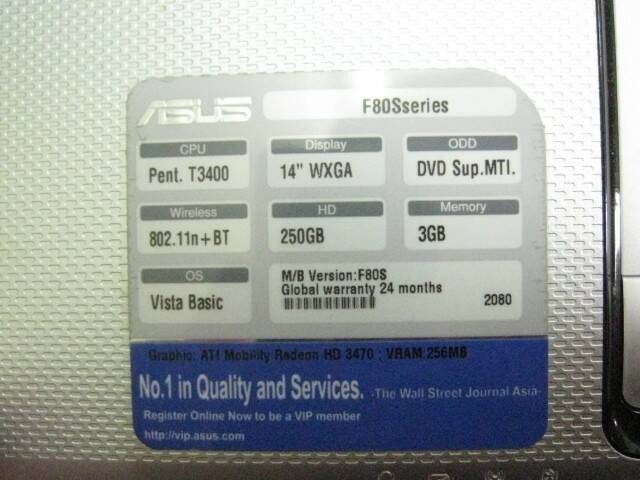 ASUS F80Sseries
CPU Display ODD
Pent. T3400 14" WXGA DVD Sup.MTI.
Wireless HD Memory
802.11n+BT 250GB 3GB
OS M/B Version:F80S
Global warranty 24 months
Vista Basic 2080
Graphic: ATI Mobility Radeon HD 3470 ; VRAM:256MB
No.1 in Quality and Services. -The Wall Street Journal Asia-
Register Online Now to be a VIP member
http://vip.asus.com